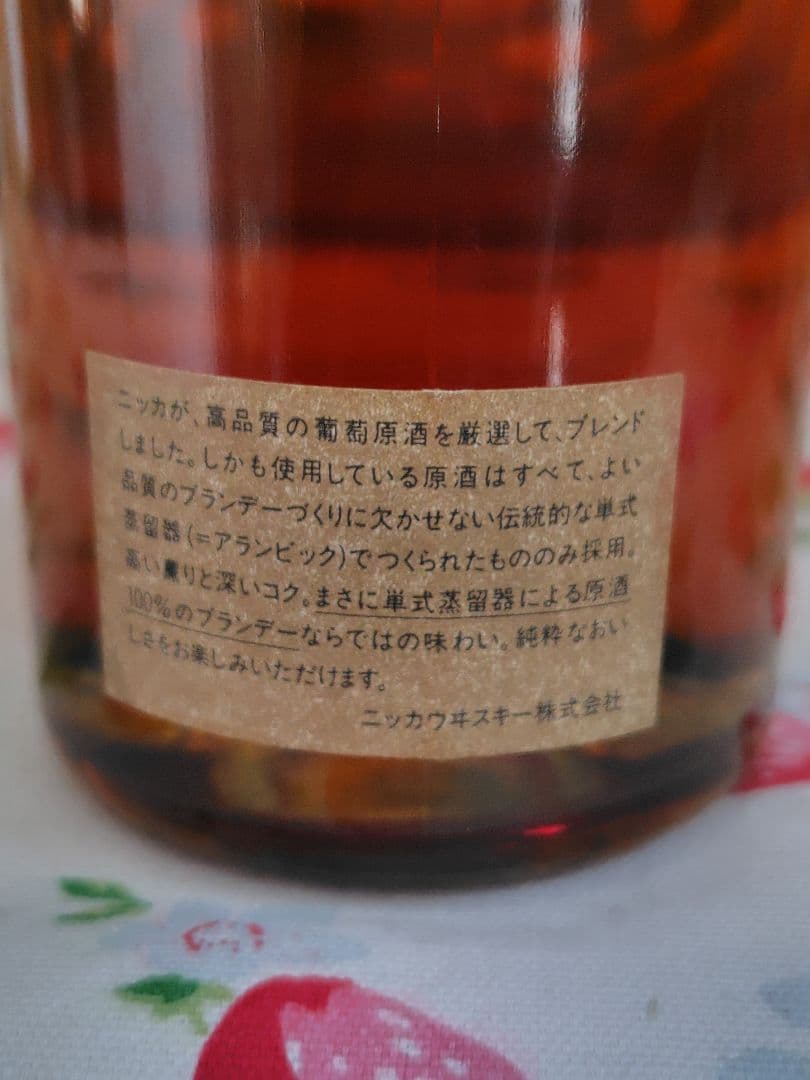 ニッカが、高品質の葡萄原酒を厳選して、ブレンド
しました。しかも使用している原酒はすべて、よい
品質のブランデーづくりに欠かせない伝統的な単式
蒸留器(=アランビック)でつくられたもののみ採用。
高い薫りと深いコク。まさに単式蒸留器による原酒
100%のブランデーならではの味わい。純粋なおい
しさをお楽しみいただけます。
ニッカウヰスキー株式会社